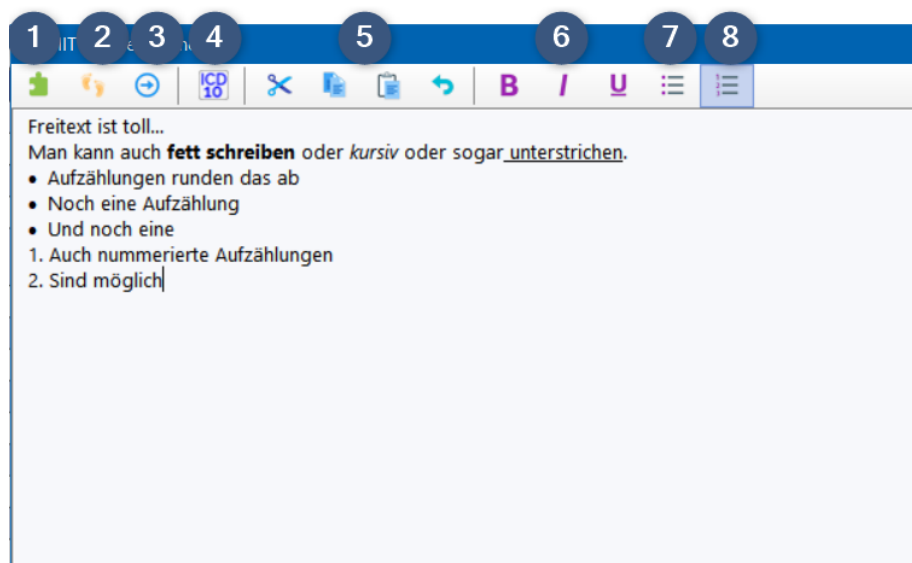 1 2 3 4 5 6 7 8
ICD 10
B I U
Freitext ist toll...
Man kann auch fett schreiben oder kursiv oder sogar unterstrichen.
• Aufzählungen runden das ab
• Noch eine Aufzählung
• Und noch eine
1. Auch nummerierte Aufzählungen
2. Sind möglich